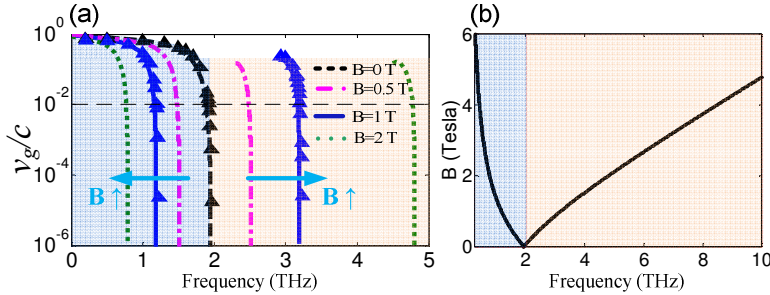 (a)
(b)
10^0
10^-2
10^-4
10^-6
v_g/c
B=0 T
B=0.5 T
B=1 T
B=2 T
B ↑
B ↑
0 1 2 3 4 5
Frequency (THz)
6
4
2
0
B (Tesla)
2 4 6 8 10
Frequency (THz)